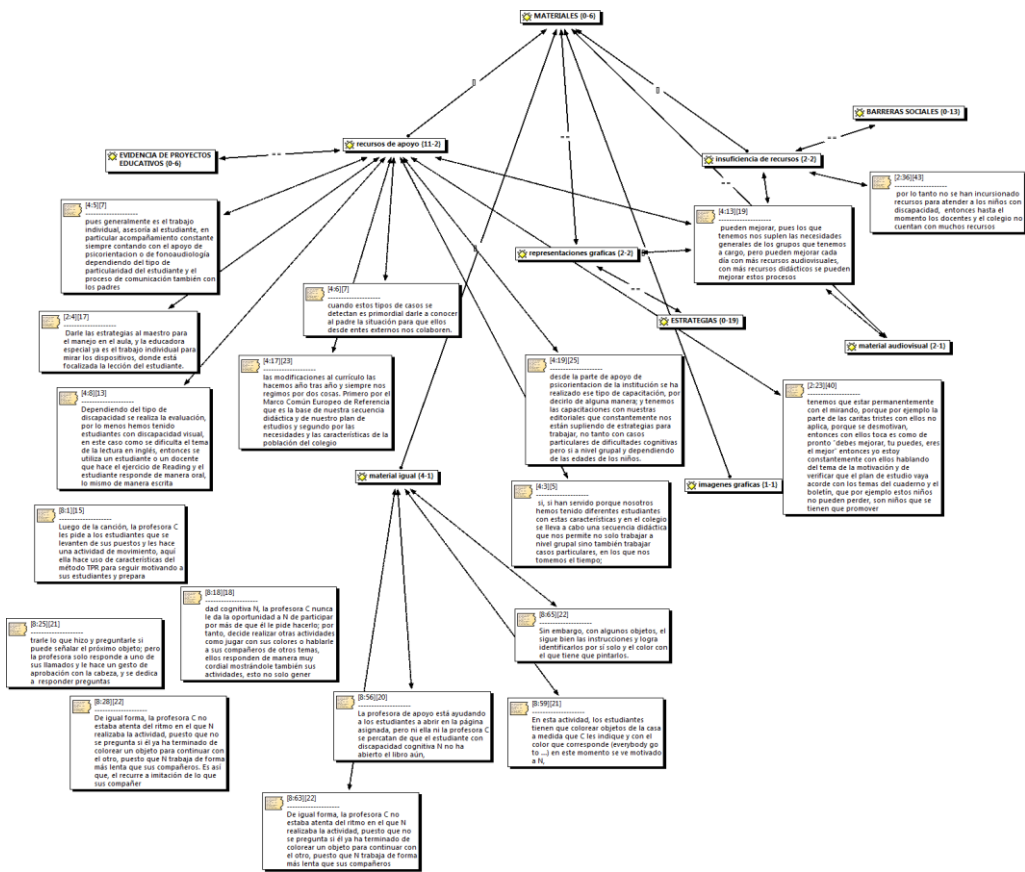 MATERIALES (0-6)
BARRERAS SOCIALES (0-13)
recursos de apoyo (11-2)
EVIDENCIA DE PROYECTOS
EDUCATIVOS (0-6)
insuficiencia de recursos (2-2)
[2:36][43]
--------------------
por lo tanto no se han incursionado
recursos para atender a los niños con
discapacidad, entonces hasta el
momento los docentes y el colegio no
cuentan con muchos recursos
[4:5][7]
--------------------
pues generalmente es el trabajo
individual, asesoría al estudiante, en
particular acompañamiento constante
siempre contando con el apoyo de
psicorientacion o de fonoaudiología
dependiendo del tipo de
particularidad del estudiante y el
proceso de comunicación también con
los padres
[4:13][19]
--------------------
pueden mejorar, pues los que
tenemos nos suplen las necesidades
generales de los grupos que tenemos
a cargo, pero pueden mejorar cada
día con más recursos audiovisuales,
con más recursos didácticos se pueden
mejorar estos procesos
representaciones graficas (2-2)
[4:6][7]
--------------------
cuando estos tipos de casos se
detectan es primordial darle a conocer
al padre la situación para que ellos
desde entes externos nos colaboren.
[2:4][17]
--------------------
Darle las estrategias al maestro para
el manejo en el aula, y la educadora
especial ya es el trabajo individual para
mirar los dispositivos, donde está
focalizada la lección del estudiante.
ESTRATEGIAS (0-19)
material audiovisual (2-1)
[4:17][23]
--------------------
las modificaciones al currículo las
hacemos año tras año y siempre nos
regimos por dos cosas. Primero por el
Marco Común Europeo de Referencia
que es la base de nuestra secuencia
didáctica y de nuestro plan de
estudios y segundo por las
necesidades y las características de la
población del colegio
[4:19][25]
--------------------
desde la parte de apoyo de
psicorientacion de la institución se ha
realizado ese tipo de capacitación, por
decirlo de alguna manera; y tenemos
las capacitaciones con nuestras
editoriales que constantemente nos
están supliendo de estrategias para
trabajar, no tanto con casos
particulares de dificultades cognitivas
pero si a nivel grupal y dependiendo
de las edades de los niños.
[2:23][40]
--------------------
tenemos que estar permanentemente
con el mirando, porque por ejemplo la
parte de las caritas tristes con ellos no
aplica, porque se desmotivan,
entonces con ellos toca es como de
pronto ¨debes mejorar, tu puedes, eres
el mejor¨ entonces yo estoy
constantemente con ellos hablando
del tema de la motivación y de
verificar que el plan de estudio vaya
acorde con los temas del cuaderno y el
boletín, que por ejemplo estos niños
no pueden perder, son niños que se
tienen que promover
[4:8][13]
--------------------
Dependiendo del tipo de
discapacidad se realiza la evaluación,
por lo menos hemos tenido
estudiantes con discapacidad visual,
en este caso como se dificulta el tema
de la lectura en inglés, entonces se
utiliza un estudiante o un docente
que hace el ejercicio de Reading y el
estudiante responde de manera oral,
lo mismo de manera escrita
material igual (4-1)
[4:3][5]
--------------------
si, si han servido porque nosotros
hemos tenido diferentes estudiantes
con estas características y en el colegio
se lleva a cabo una secuencia didáctica
que nos permite no solo trabajar a
nivel grupal sino también trabajar
casos particulares, en los que nos
tomemos el tiempo;
imagenes graficas (1-1)
[8:1][15]
--------------------
Luego de la canción, la profesora C
les pide a los estudiantes que se
levanten de sus puestos y les hace
una actividad de movimiento, aquí
ella hace uso de características del
método TPR para seguir motivando a
sus estudiantes y prepara
[8:18][18]
--------------------
dad cognitiva N, la profesora C nunca
le da la oportunidad a N de participar
por más de que él le pide hacerlo; por
tanto, decide realizar otras actividades
como jugar con sus colores o hablarle
a sus compañeros de otros temas,
ellos responden de manera muy
cordial mostrándole también sus
actividades, esto no solo gener
[8:25][21]
--------------------
trarle lo que hizo y preguntarle si
puede señalar el próximo objeto; pero
la profesora solo responde a uno de
sus llamados y le hace un gesto de
aprobación con la cabeza, y se dedica
a responder preguntas
[8:65][22]
--------------------
Sin embargo, con algunos objetos, el
sigue bien las instrucciones y logra
identificarlos por sí solo y el color con
el que tiene que pintarlos.
[8:28][22]
--------------------
De igual forma, la profesora C no
estaba atenta del ritmo en el que N
realizaba la actividad, puesto que no
se pregunta si él ya ha terminado de
colorear un objeto para continuar con
el otro, puesto que N trabaja de forma
más lenta que sus compañeros. Es así
que, el recurre a imitación de lo que
sus compañer
[8:56][20]
--------------------
La profesora de apoyo está ayudando
a los estudiantes a abrir en la página
asignada, pero ni ella ni la profesora C
se percatan de que el estudiante con
discapacidad cognitiva N no ha
abierto el libro aún,
[8:59][21]
--------------------
En esta actividad, los estudiantes
tienen que colorear objetos de la casa
a medida que C les indique y con el
color que corresponde (everybody go
to ...) en este momento se ve motivado
a N,
[8:63][22]
--------------------
De igual forma, la profesora C no
estaba atenta del ritmo en el que N
realizaba la actividad, puesto que no
se pregunta si él ya ha terminado de
colorear un objeto para continuar con
el otro, puesto que N trabaja de forma
más lenta que sus compañeros